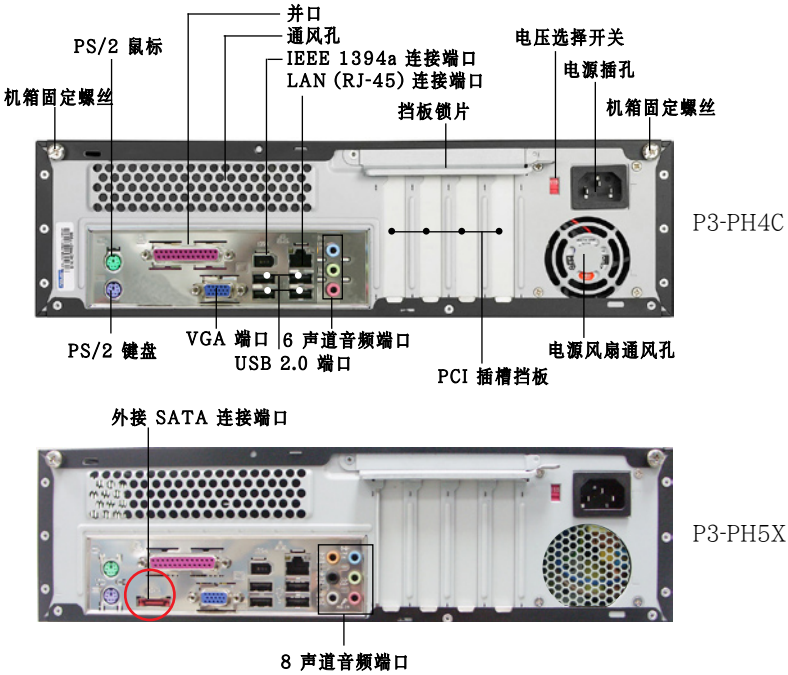 并口
通风孔
PS/2 鼠标
IEEE 1394a 连接端口
LAN (RJ-45) 连接端口
电压选择开关
电源插孔
机箱固定螺丝
挡板锁片
机箱固定螺丝
P3-PH4C
VGA 端口
6 声道音频端口
PS/2 键盘
USB 2.0 端口
电源风扇通风孔
PCI 插槽挡板
外接 SATA 连接端口
P3-PH5X
8 声道音频端口